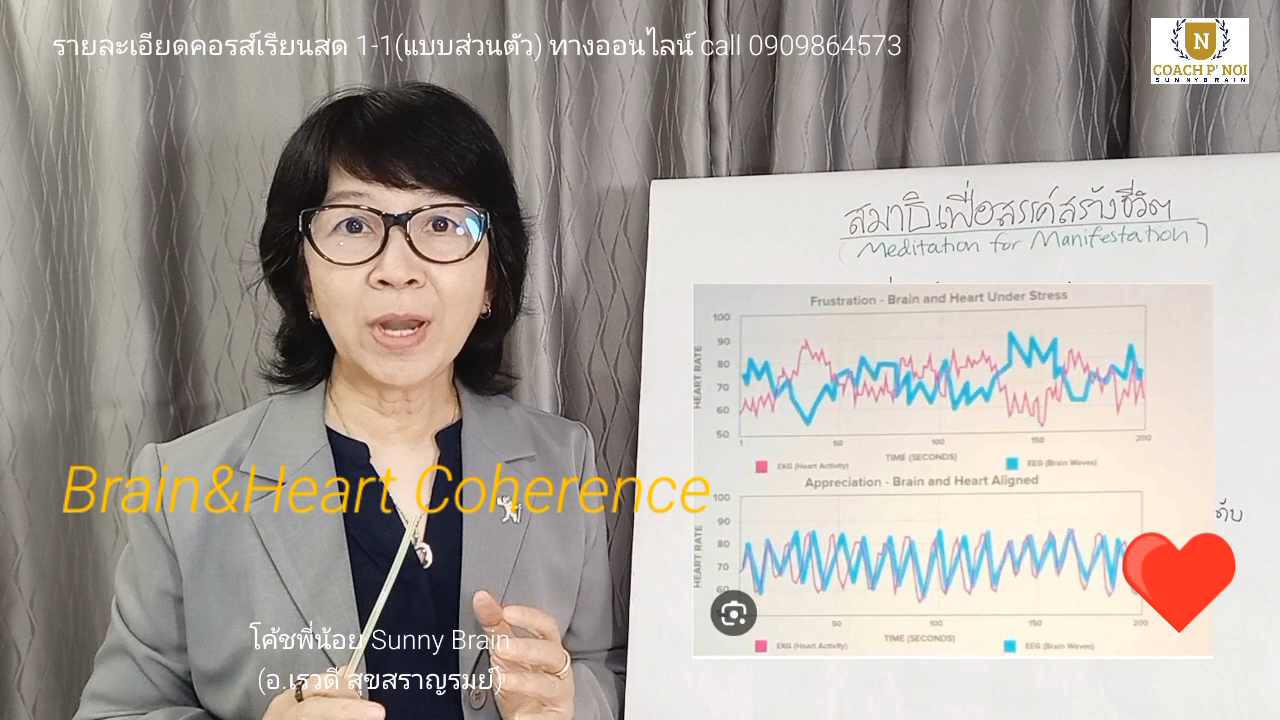 รายละเอียดคอรส์เรียนสด 1-1(แบบส่วนตัว) ทางออนไลน์ call 0909864573
N
COACH P' NOI
SUNNYBRAIN
สมาธิเพื่อสรรค์สร้างชีวิต
(Meditation for Manifestation)
Frustration - Brain and Heart Under Stress
100
90
80
70
60
50
HEART RATE
1 50 100 150 200
TIME (SECONDS)
EKG (Heart Activity) EEG (Brain Waves)
Appreciation - Brain and Heart Aligned
100
90
80
70
60
HEART RATE
50 100 150 200
TIME (SECONDS)
EKG (Heart Activity) EEG (Brain Waves)
Brain&Heart Coherence
โค้ชพี่น้อย Sunny Brain
(อ.เรวดี สุขสราญรมย์)